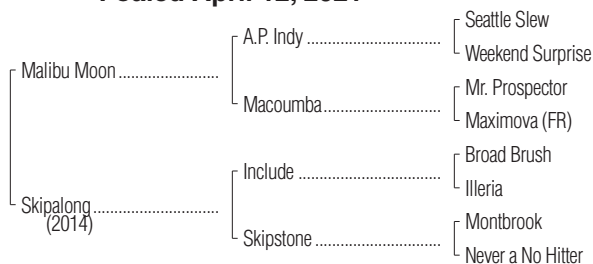 Foaled April 12, 2021
Seattle Slew
A.P. Indy ..............................
Weekend Surprise
Malibu Moon ......................
Mr. Prospector
Macoumba..........................
Maximova (FR)
Broad Brush
Include ................................
Illeria
Skipalong............................
(2014)
Montbrook
Skipstone ............................
Never a No Hitter